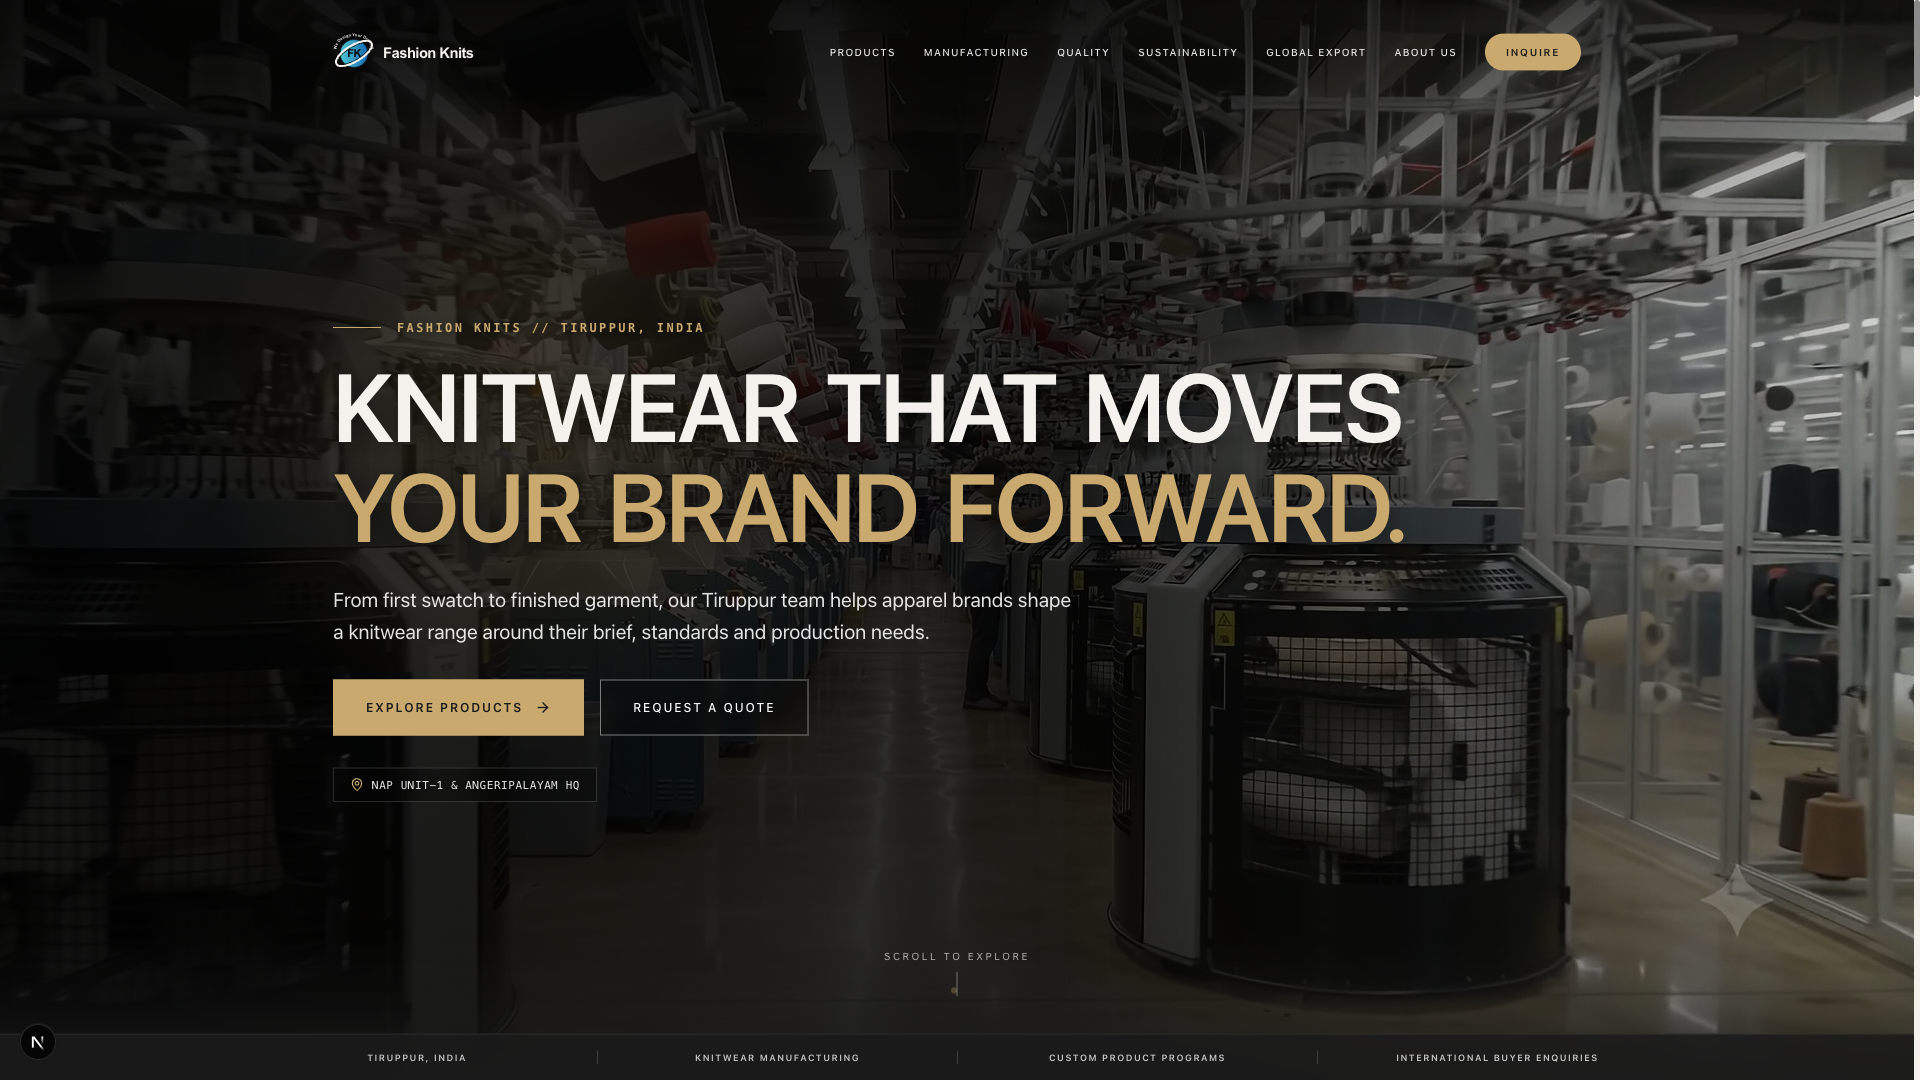 FK
Fashion Knits
PRODUCTS
MANUFACTURING
QUALITY
SUSTAINABILITY
GLOBAL EXPORT
ABOUT US
INQUIRE
FASHION KNITS // TIRUPPUR, INDIA
KNITWEAR THAT MOVES
YOUR BRAND FORWARD.
From first swatch to finished garment, our Tiruppur team helps apparel brands shape
a knitwear range around their brief, standards and production needs.
EXPLORE PRODUCTS →
REQUEST A QUOTE
NAP UNIT–1 & ANGERIPALAYAM HQ
SCROLL TO EXPLORE
N
TIRUPPUR, INDIA
KNITWEAR MANUFACTURING
CUSTOM PRODUCT PROGRAMS
INTERNATIONAL BUYER ENQUIRIES